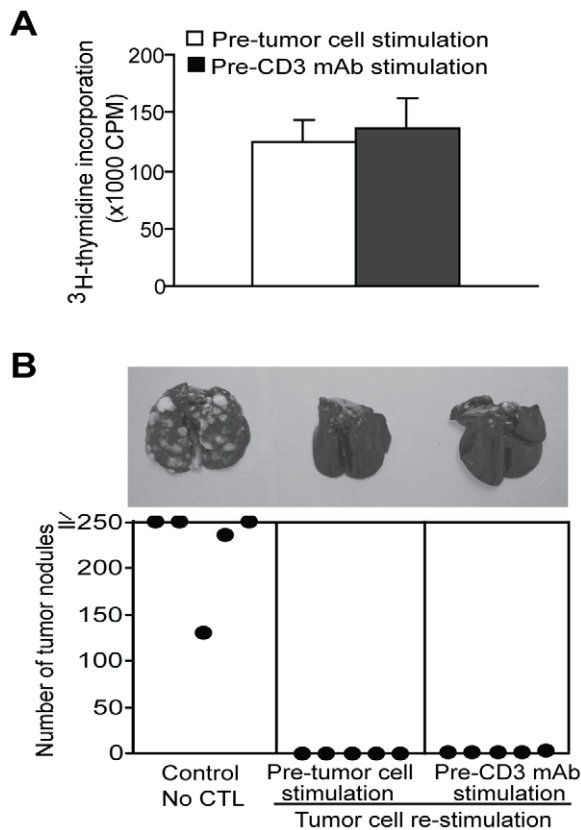 A
Pre-tumor cell stimulation
Pre-CD3 mAb stimulation
3H-thymidine incorporation
(x1000 CPM)
200
150
100
50
0
B
Number of tumor nodules
≥250
200
150
100
50
0
Control
No CTL
Pre-tumor cell
stimulation
Pre-CD3 mAb
stimulation
Tumor cell re-stimulation